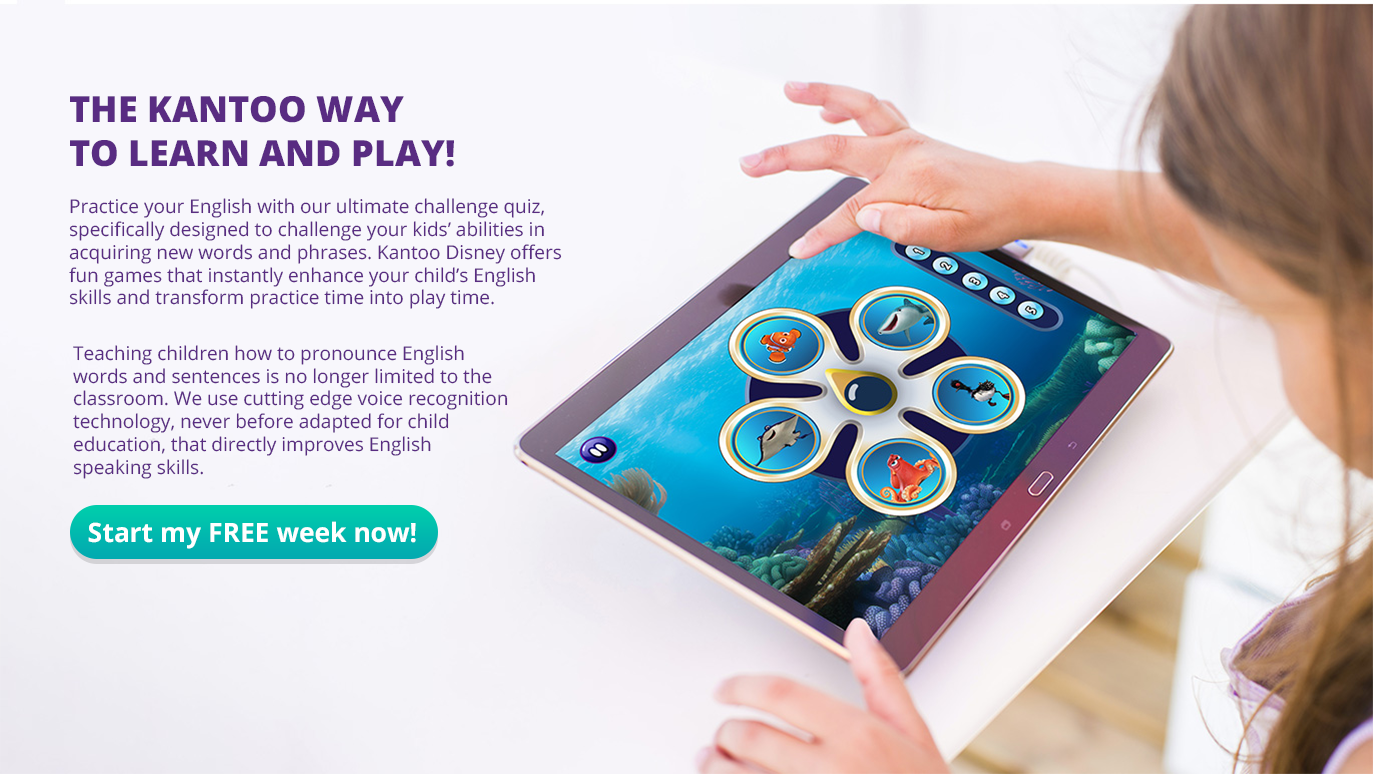 THE KANTOO WAY
TO LEARN AND PLAY!
Practice your English with our ultimate challenge quiz,
specifically designed to challenge your kids’ abilities in
acquiring new words and phrases. Kantoo Disney offers
fun games that instantly enhance your child’s English
skills and transform practice time into play time.
Teaching children how to pronounce English
words and sentences is no longer limited to the
classroom. We use cutting edge voice recognition
technology, never before adapted for child
education, that directly improves English
speaking skills.
Start my FREE week now!
1 2 3 4 5